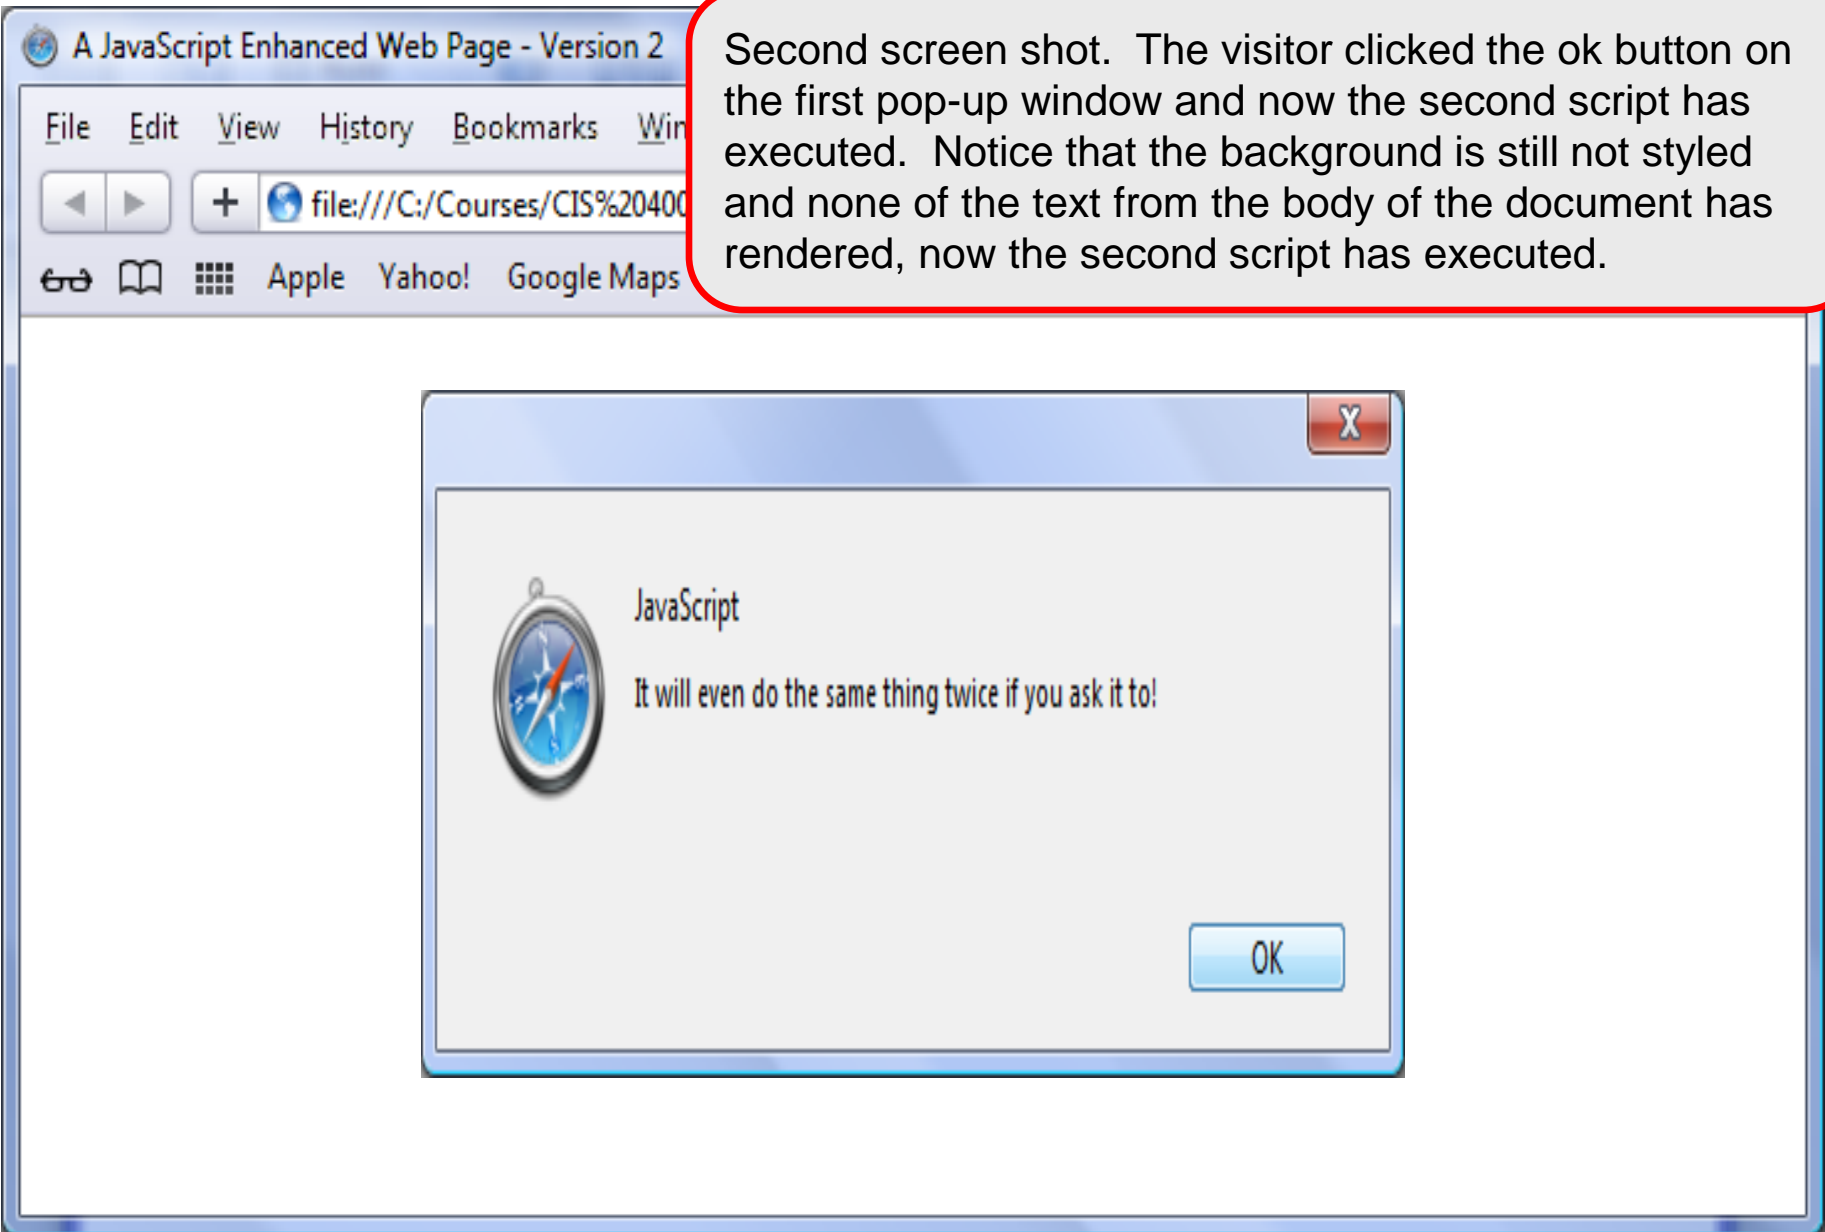 A JavaScript Enhanced Web Page - Version 2
Second screen shot. The visitor clicked the ok button on
the first pop-up window and now the second script has
executed. Notice that the background is still not styled
and none of the text from the body of the document has
rendered, now the second script has executed.
File Edit View History Bookmarks Win
file:///C:/Courses/CIS%20400
Apple Yahoo! Google Maps
X
JavaScript
It will even do the same thing twice if you ask it to!
OK